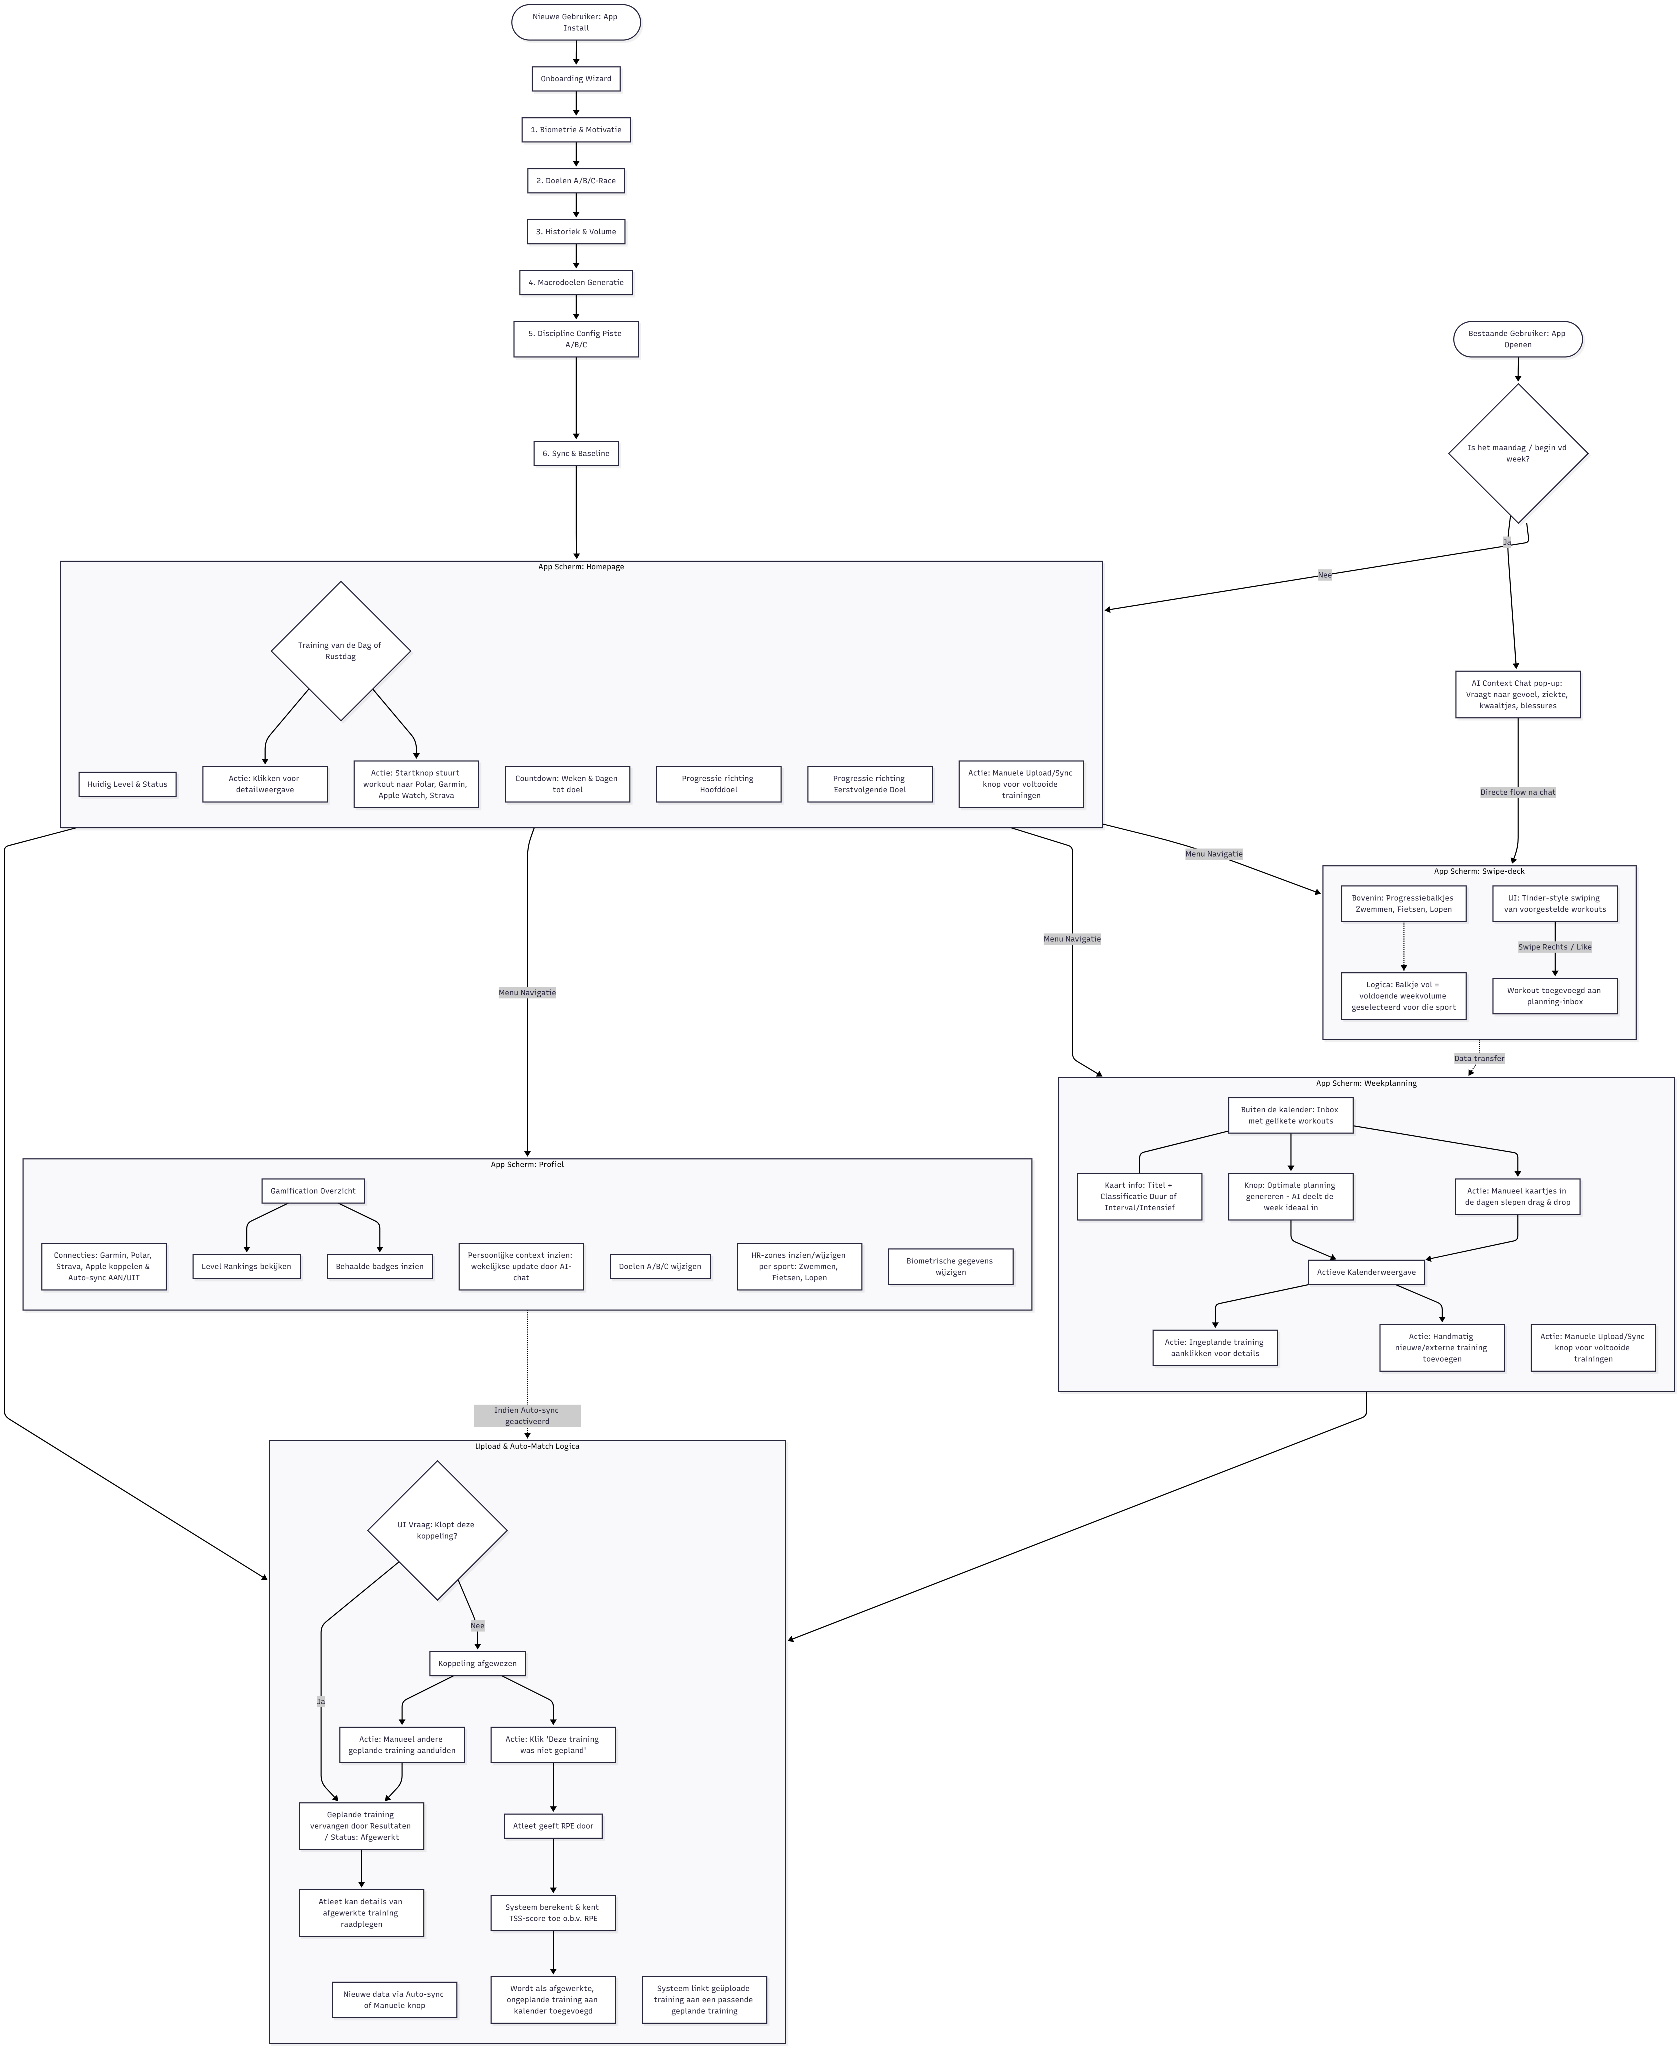 Nieuwe Gebruiker: App
Install
Onboarding Wizard
1. Biometrie & Motivatie
2. Doelen A/B/C-Race
3. Historiek & Volume
4. Macrodoelen Generatie
5. Discipline Config Piste
A/B/C
6. Sync & Baseline
Bestaande Gebruiker: App
Openen
Is het maandag / begin vd
week?
Ja
Nee
App Scherm: Homepage
Training van de Dag of
Rustdag
Huidig Level & Status
Actie: Klikken voor
detailweergave
Actie: Startknop stuurt
workout naar Polar, Garmin,
Apple Watch, Strava
Countdown: Weken & Dagen
tot doel
Progressie richting
Hoofddoel
Progressie richting
Eerstvolgende Doel
Actie: Manuele Upload/Sync
knop voor voltooide
trainingen
AI Context Chat pop-up:
Vraagt naar gevoel, ziekte,
kwaaltjes, blessures
Directe flow na chat
Menu Navigatie
Menu Navigatie
Menu Navigatie
App Scherm: Swipe-deck
Bovenin: Progressiebalkjes
Zwemmen, Fietsen, Lopen
UI: Tinder-style swiping
van voorgestelde workouts
Swipe Rechts / Like
Logica: Balkje vol =
voldoende weekvolume
geselecteerd voor die sport
Workout toegevoegd aan
planning-inbox
Data transfer
App Scherm: Weekplanning
Buiten de kalender: Inbox
met gelikete workouts
Kaart info: Titel +
Classificatie Duur of
Interval/Intensief
Knop: Optimale planning
genereren - AI deelt de
week ideaal in
Actie: Manueel kaartjes in
de dagen slepen drag & drop
Actieve Kalenderweergave
Actie: Ingeplande training
aanklikken voor details
Actie: Handmatig
nieuwe/externe training
toevoegen
Actie: Manuele Upload/Sync
knop voor voltooide
trainingen
App Scherm: Profiel
Gamification Overzicht
Connecties: Garmin, Polar,
Strava, Apple koppelen &
Auto-sync AAN/UIT
Level Rankings bekijken
Behaalde badges inzien
Persoonlijke context inzien:
wekelijkse update door AI-
chat
Doelen A/B/C wijzigen
HR-zones inzien/wijzigen
per sport: Zwemmen,
Fietsen, Lopen
Biometrische gegevens
wijzigen
Indien Auto-sync
geactiveerd
Upload & Auto-Match Logica
UI Vraag: Klopt deze
koppeling?
Nee
Koppeling afgewezen
Ja
Actie: Manueel andere
geplande training aanduiden
Actie: Klik 'Deze training
was niet gepland'
Geplande training
vervangen door Resultaten
/ Status: Afgewerkt
Atleet geeft RPE door
Atleet kan details van
afgewerkte training
raadplegen
Systeem berekent & kent
TSS-score toe o.b.v. RPE
Nieuwe data via Auto-sync
of Manuele knop
Wordt als afgewerkte,
ongeplande training aan
kalender toegevoegd
Systeem linkt geüploade
training aan een passende
geplande training